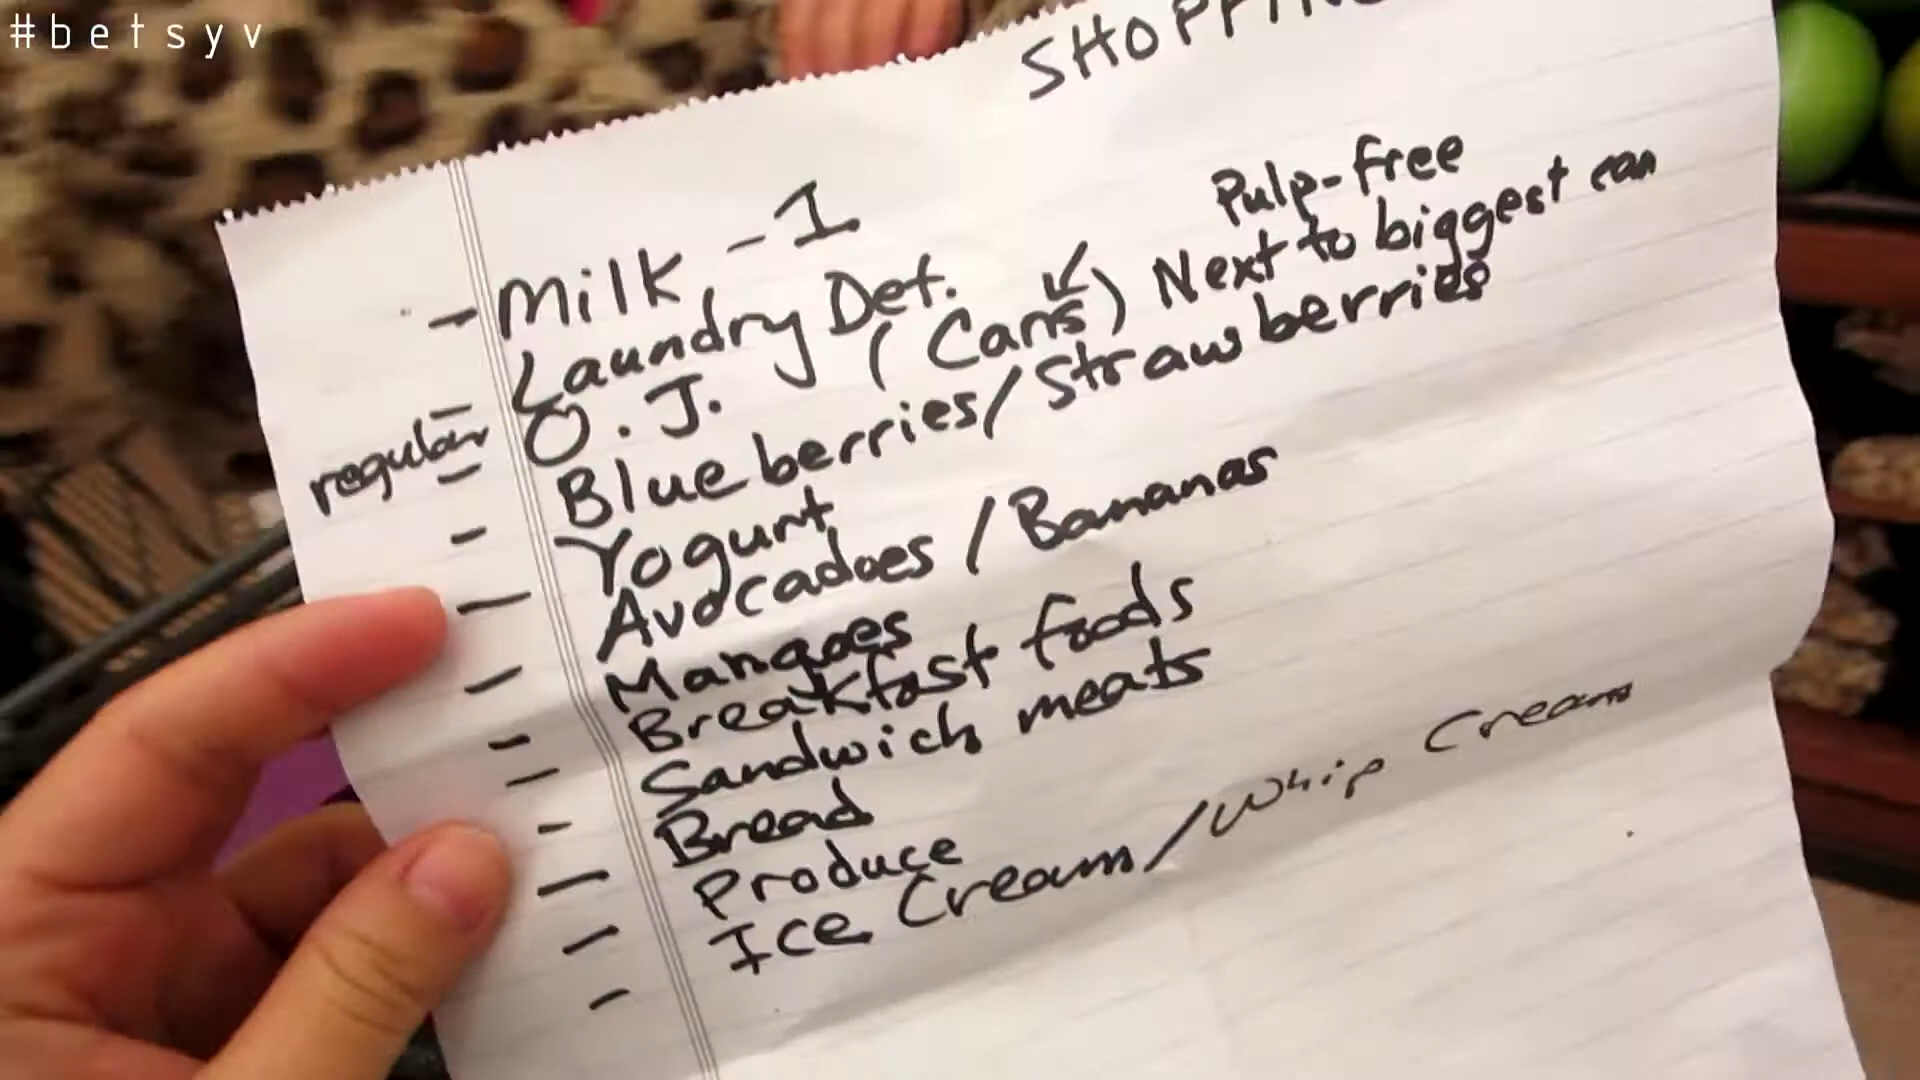 #betsyv
SHOPPIN
- Milk - 1
- Laundry Det.
Pulp-free
regular - O.J. (Cans) Next to biggest can
- Blueberries/Strawberries
- Yogurt
- Avocadoes / Bananas
- Mangoes
- Breakfast foods
- Sandwich meats
- Bread
- Produce
- Ice Cream/Whip Cream